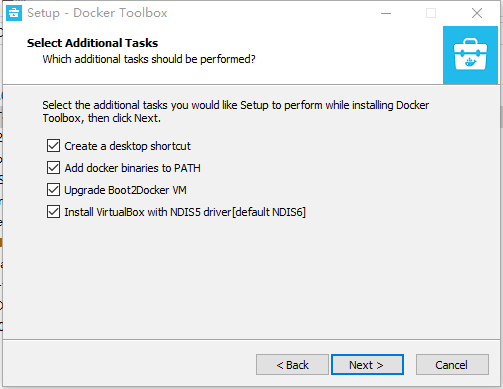 Setup - Docker Toolbox
Select Additional Tasks
Which additional tasks should be performed?
Select the additional tasks you would like Setup to perform while installing Docker
Toolbox, then click Next.
Create a desktop shortcut
Add docker binaries to PATH
Upgrade Boot2Docker VM
Install VirtualBox with NDIS5 driver[default NDIS6]
< Back
Next >
Cancel